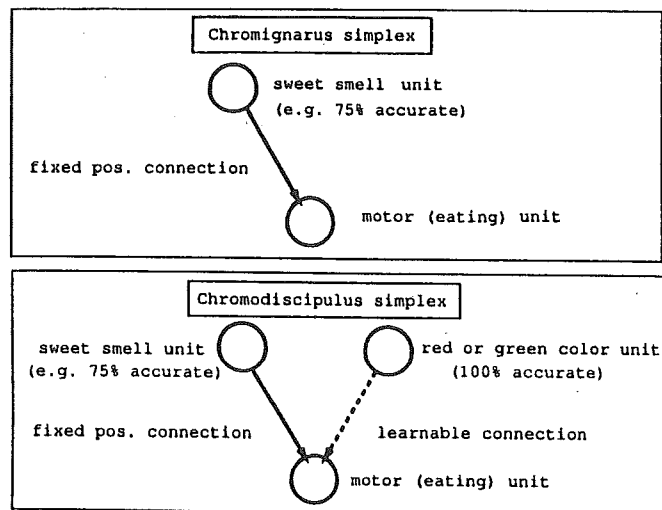 Chromignarus simplex
sweet smell unit
(e.g. 75% accurate)
fixed pos. connection
motor (eating) unit
Chromodiscipulus simplex
sweet smell unit
(e.g. 75% accurate)
red or green color unit
(100% accurate)
fixed pos. connection
learnable connection
motor (eating) unit